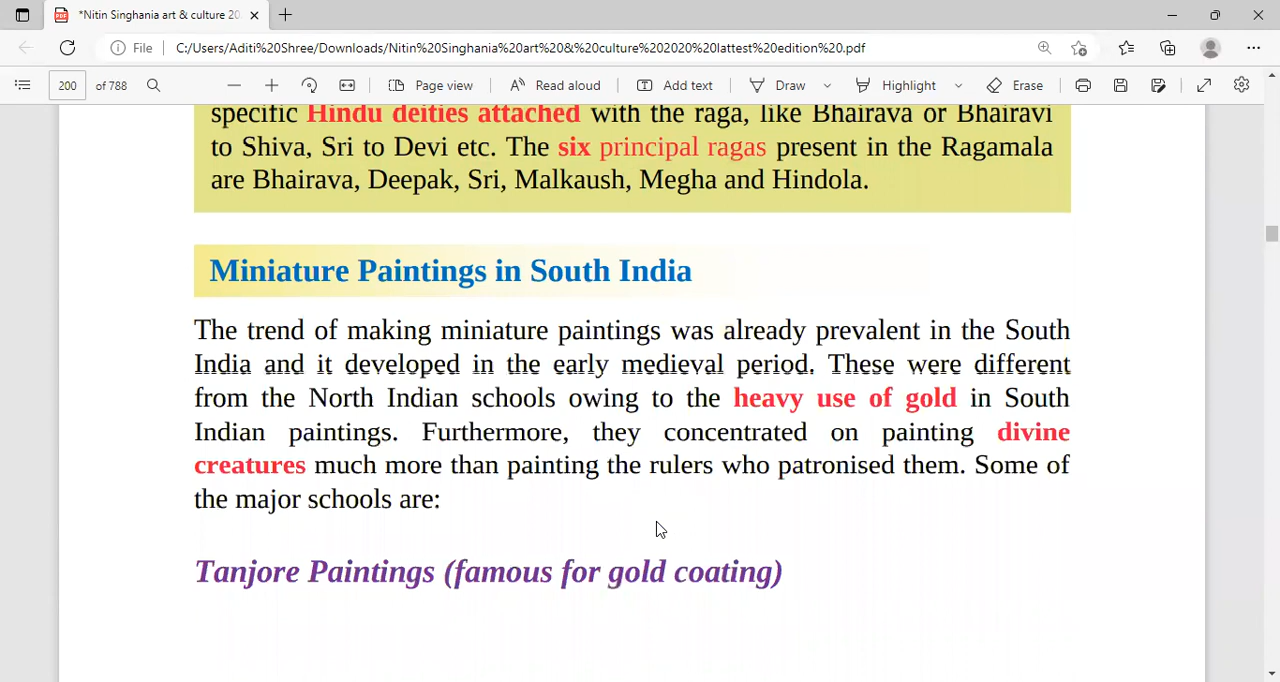 *Nitin Singhania art & culture 20
File
C:/Users/Aditi%20Shree/Downloads/Nitin%20Singhania%20art%20&%20culture%202020%20lattest%20edition%20.pdf
200 of 788
Page view
Read aloud
Add text
Draw
Highlight
Erase
specific Hindu deities attached with the raga, like Bhairava or Bhairavi
to Shiva, Sri to Devi etc. The six principal ragas present in the Ragamala
are Bhairava, Deepak, Sri, Malkaush, Megha and Hindola.
Miniature Paintings in South India
The trend of making miniature paintings was already prevalent in the South
India and it developed in the early medieval period. These were different
from the North Indian schools owing to the heavy use of gold in South
Indian paintings. Furthermore, they concentrated on painting divine
creatures much more than painting the rulers who patronised them. Some of
the major schools are:
Tanjore Paintings (famous for gold coating)